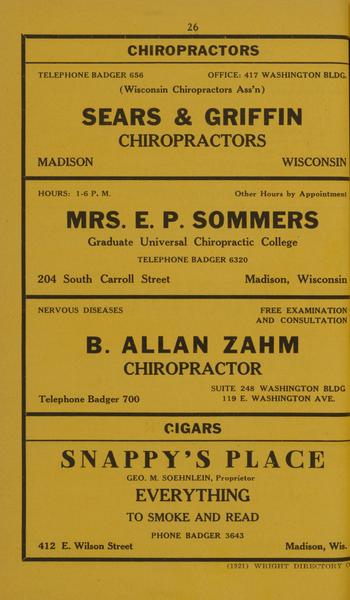 26
CHIROPRACTORS
TELEPHONE BADGER 656 OFFICE: 417 WASHINGTON BLDG.
(Wisconsin Chiropractors Ass'n)
SEARS & GRIFFIN
CHIROPRACTORS
MADISON WISCONSIN
HOURS: 1-6 P. M. Other Hours by Appointment
MRS. E. P. SOMMERS
Graduate Universal Chiropractic College
TELEPHONE BADGER 6320
204 South Carroll Street Madison, Wisconsin
NERVOUS DISEASES FREE EXAMINATION
AND CONSULTATION
B. ALLAN ZAHM
CHIROPRACTOR
SUITE 248 WASHINGTON BLDG
Telephone Badger 700 119 E. WASHINGTON AVE.
CIGARS
SNAPPY'S PLACE
GEO. M. SOEHNLEIN, Proprietor
EVERYTHING
TO SMOKE AND READ
PHONE BADGER 3643
412 E. Wilson Street Madison, Wis.
(1921) WRIGHT DIRECTORY